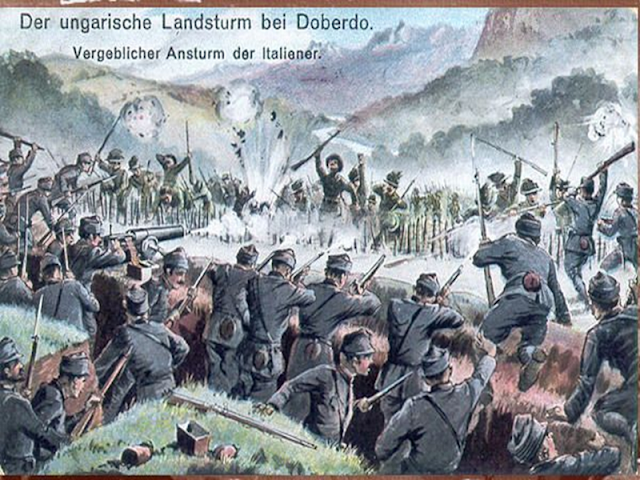 Der ungarische Landsturm bei Doberdo.
Vergeblicher Ansturm der Italiener.